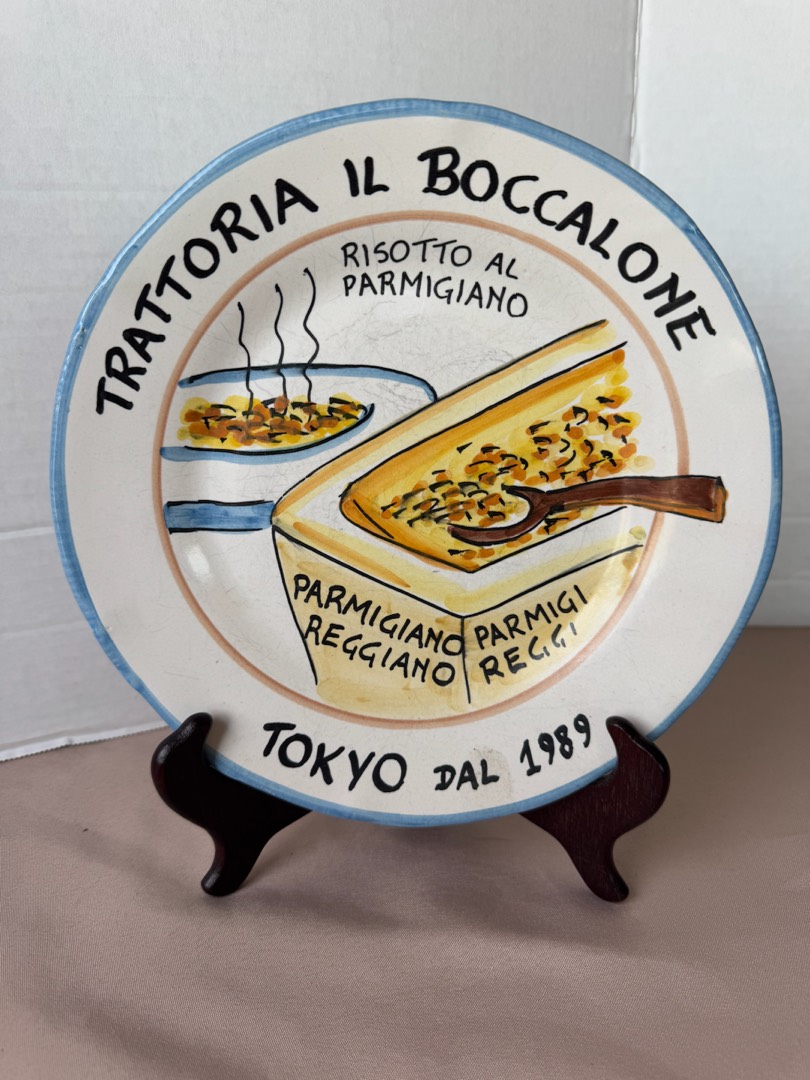 TRATTORIA IL BOCCALONE
RISOTTO AL
PARMIGIANO
PARMIGIANO
REGGIANO
PARMIGI
REGGI
TOKYO DAL 1989